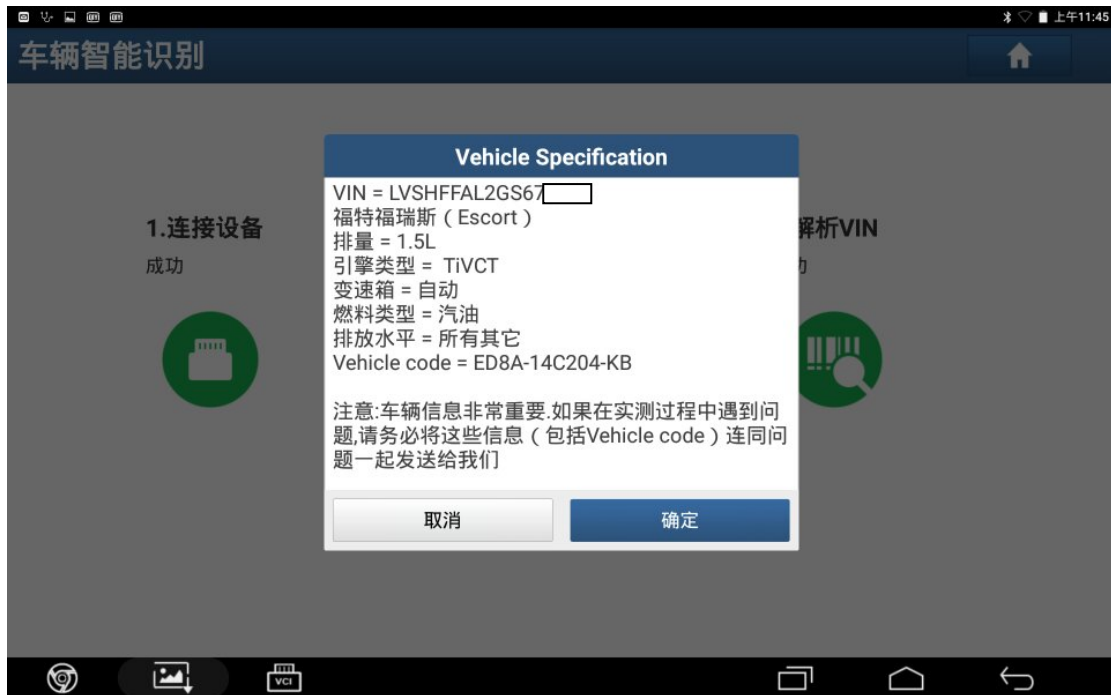 上午11:45
车辆智能识别
Vehicle Specification
VIN = LVSHFFAL2GS67
福特福瑞斯（Escort）
排量 = 1.5L
引擎类型 = TiVCT
变速箱 = 自动
燃料类型 = 汽油
排放水平 = 所有其它
Vehicle code = ED8A-14C204-KB
注意:车辆信息非常重要.如果在实测过程中遇到问
题,请务必将这些信息（包括Vehicle code）连同问
题一起发送给我们
取消
确定
1.连接设备
成功
解析VIN
VCI